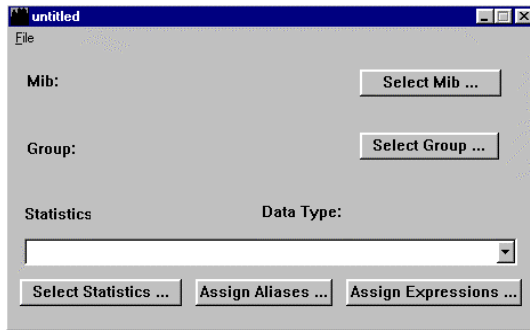 untitled
File
Mib:
Select Mib ...
Group:
Select Group ...
Statistics
Data Type:
Select Statistics ...
Assign Aliases ...
Assign Expressions ...